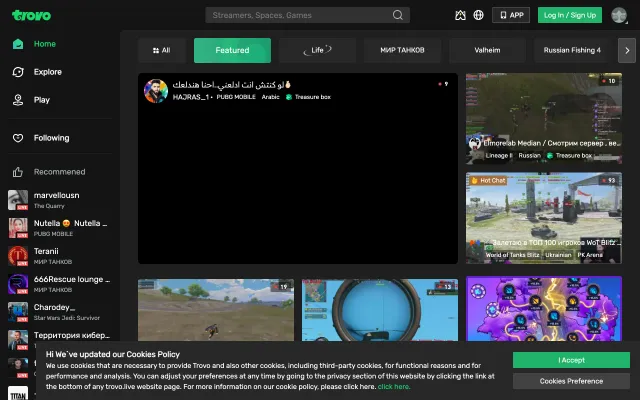 trovo
Streamers, Spaces, Games
APP
Log In / Sign Up
Home
Explore
Play
Following
Recommened
marvellousn
The Quarry
LIVE
Nutella 😍 Nutella ...
PUBG MOBILE
LIVE
Teranii
МИР ТАНКОВ
LIVE
666Rescue lounge ...
МИР ТАНКОВ
LIVE
Charodey_
Star Wars Jedi: Survivor
LIVE
Территория кибер...
МИР ТАНКОВ
TITAN
All
Featured
Life
МИР ТАНКОВ
Valheim
Russian Fishing 4
لو كنتش انت ادلعني..احنا هندلعك
9
HAJRAS_1 • PUBG MOBILE Arabic Treasure box
10
Elmorelab Median / Смотрим сервер , ве...
Lineage II Russian Treasure box
Hot Chat
93
Залетаю в ТОП 100 игроков WoT Blitz ...
World of Tanks Blitz Ukrainian PK Arena
19
13
Hi We`ve updated our Cookies Policy
We use cookies that are necessary to provide Trovo and also other cookies, including third-party cookies, for functional reasons and for
performance and analysis. You can adjust your preferences at any time by going to the privacy section of this website by clicking the link at
the bottom of any trovo.live website page. For more information on our cookie policy, please click here. click here.
I Accept
Cookies Preference